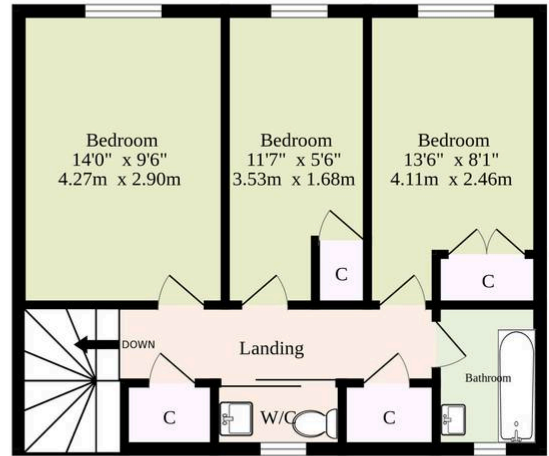 Bedroom
14'0" x 9'6"
4.27m x 2.90m
Bedroom
11'7" x 5'6"
3.53m x 1.68m
Bedroom
13'6" x 8'1"
4.11m x 2.46m
C
C
DOWN
Landing
Bathroom
C
W/C
C